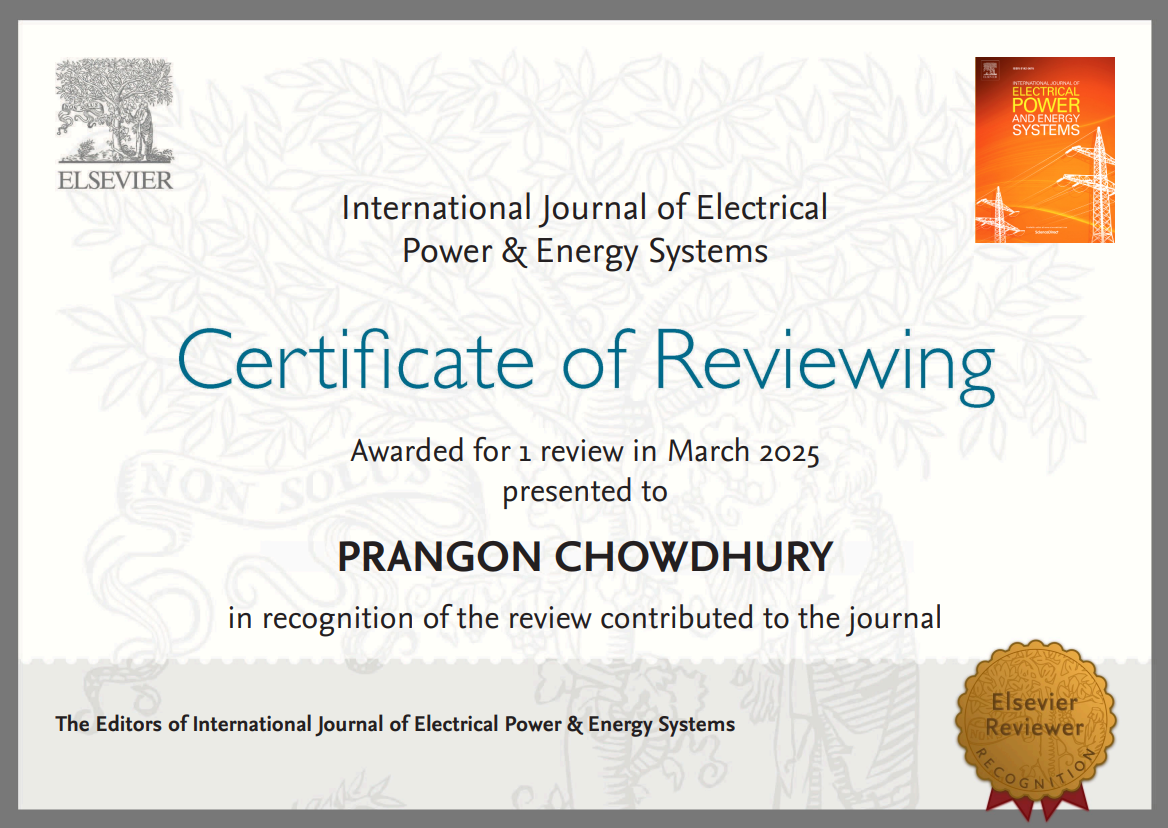 ELSEVIER
INTERNATIONAL JOURNAL OF
ELECTRICAL
POWER
AND ENERGY
SYSTEMS
International Journal of Electrical
Power & Energy Systems
Certificate of Reviewing
Awarded for 1 review in March 2025
presented to
NON SOLUS
PRANGON CHOWDHURY
in recognition of the review contributed to the journal
The Editors of International Journal of Electrical Power & Energy Systems
Elsevier
Reviewer
RECOGNITION